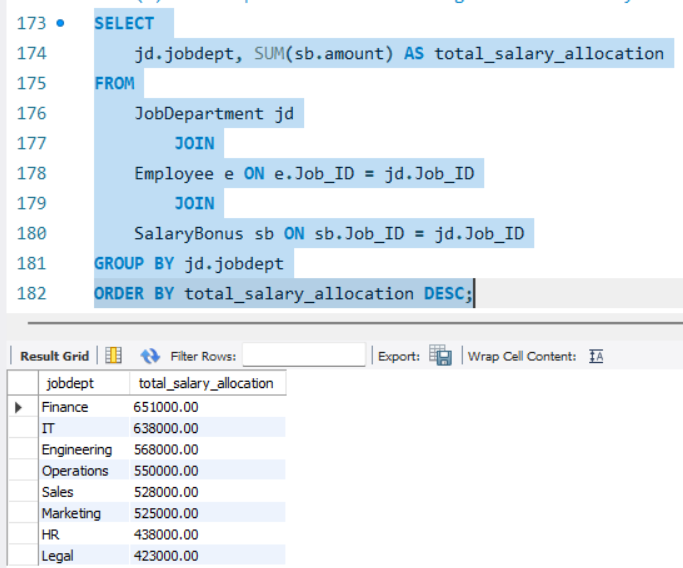 173 SELECT
174 jd.jobdept, SUM(sb.amount) AS total_salary_allocation
175 FROM
176 JobDepartment jd
177 JOIN
178 Employee e ON e.Job_ID = jd.Job_ID
179 JOIN
180 SalaryBonus sb ON sb.Job_ID = jd.Job_ID
181 GROUP BY jd.jobdept
182 ORDER BY total_salary_allocation DESC;
Result Grid Filter Rows: Export: Wrap Cell Content: IA
jobdept total_salary_allocation
Finance 651000.00
IT 638000.00
Engineering 568000.00
Operations 550000.00
Sales 528000.00
Marketing 525000.00
HR 438000.00
Legal 423000.00